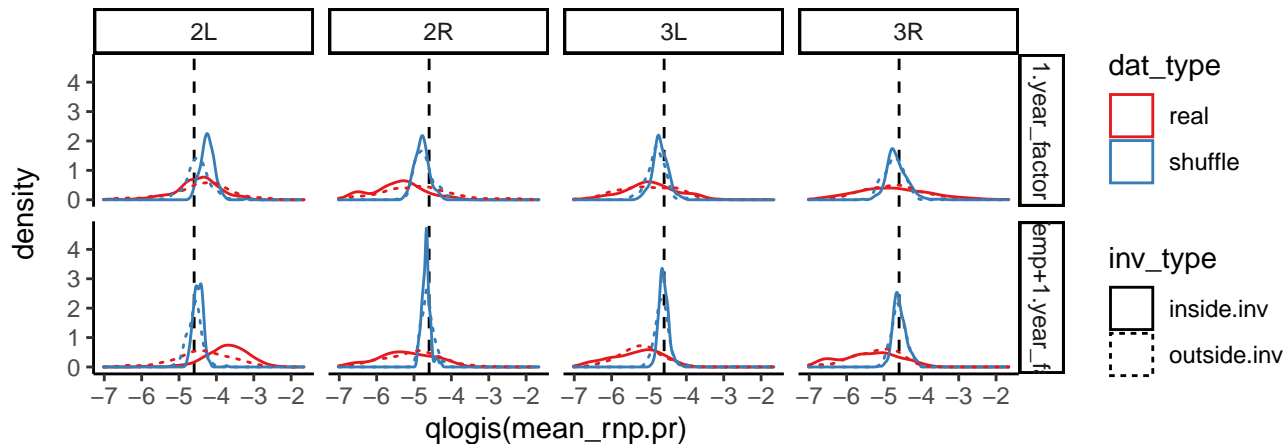 2L 2R 3L 3R
dat_type
real
shuffle
inv_type
inside.inv
outside.inv
density
4
3
2
1
0
1.year_factor
4
3
2
1
0
emp+1.year_f
−7 −6 −5 −4 −3 −2 −7 −6 −5 −4 −3 −2 −7 −6 −5 −4 −3 −2 −7 −6 −5 −4 −3 −2
qlogis(mean_rnp.pr)